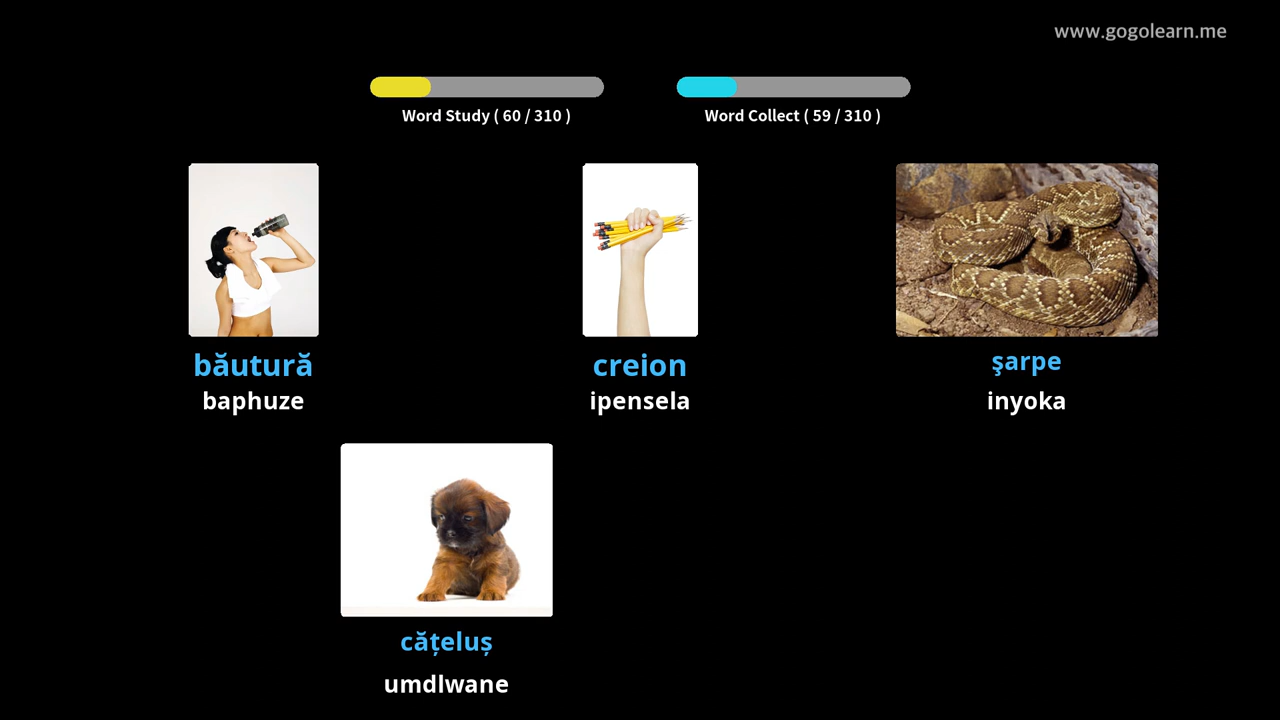 www.gogolearn.me
Word Study ( 60 / 310 )
Word Collect ( 59 / 310 )
băutură
baphuze
creion
ipensela
şarpe
inyoka
cățeluș
umdlwane